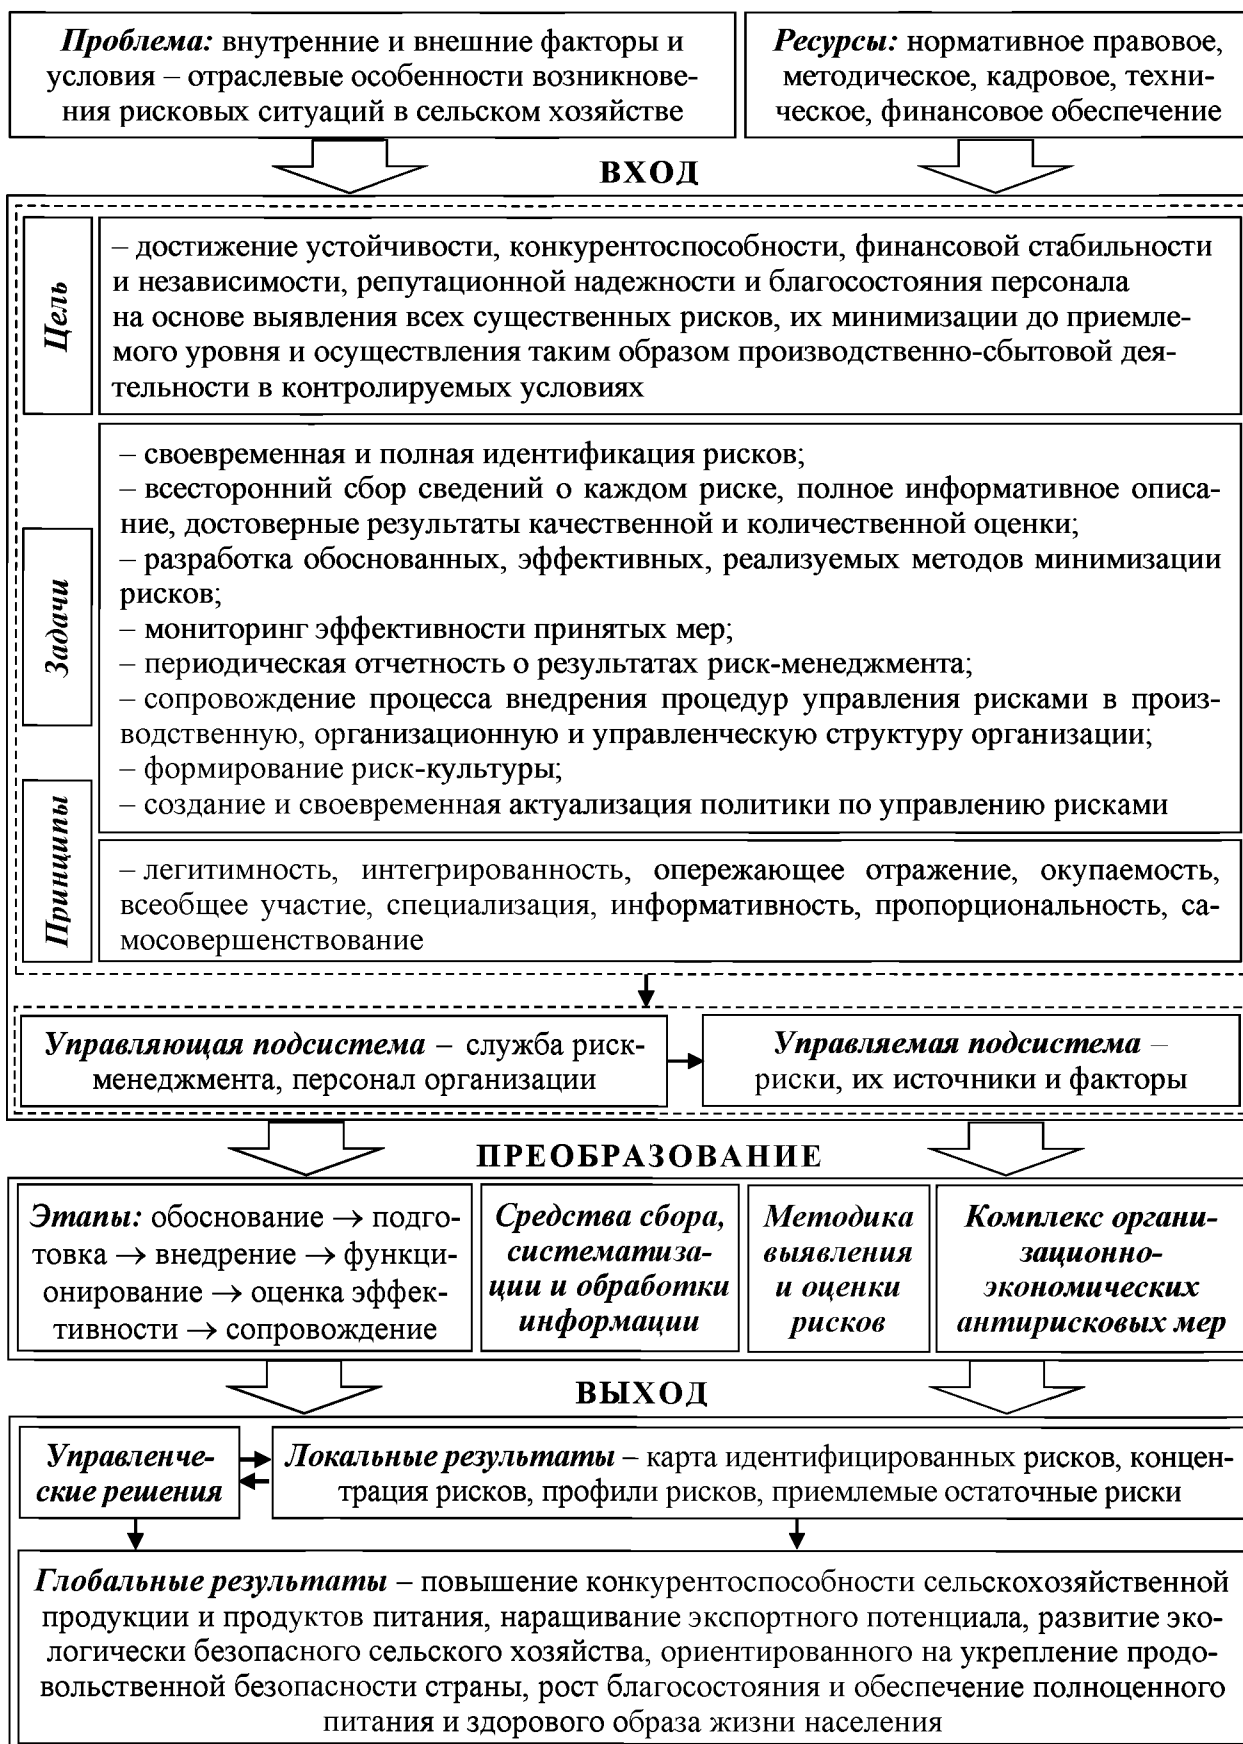 Проблема: внутренние и внешние факторы и
условия – отраслевые особенности возникнове-
ния рисковых ситуаций в сельском хозяйстве
Ресурсы: нормативное правовое,
методическое, кадровое, техни-
ческое, финансовое обеспечение
ВХОД
Цель
– достижение устойчивости, конкурентоспособности, финансовой стабильности
и независимости, репутационной надежности и благосостояния персонала
на основе выявления всех существенных рисков, их минимизации до приемле-
мого уровня и осуществления таким образом производственно-сбытовой дея-
тельности в контролируемых условиях
Задачи
– своевременная и полная идентификация рисков;
– всесторонний сбор сведений о каждом риске, полное информативное описа-
ние, достоверные результаты качественной и количественной оценки;
– разработка обоснованных, эффективных, реализуемых методов минимизации
рисков;
– мониторинг эффективности принятых мер;
– периодическая отчетность о результатах риск-менеджмента;
– сопровождение процесса внедрения процедур управления рисками в произ-
водственную, организационную и управленческую структуру организации;
– формирование риск-культуры;
– создание и своевременная актуализация политики по управлению рисками
Принципы
– легитимность, интегрированность, опережающее отражение, окупаемость,
всеобщее участие, специализация, информативность, пропорциональность, са-
мосовершенствование
Управляющая подсистема – служба риск-
менеджмента, персонал организации
Управляемая подсистема –
риски, их источники и факторы
ПРЕОБРАЗОВАНИЕ
Этапы: обоснование → подго-
товка → внедрение → функци-
онирование → оценка эффек-
тивности → сопровождение
Средства сбора,
систематиза-
ции и обработки
информации
Методика
выявления
и оценки
рисков
Комплекс органи-
зационно-
экономических
антирисковых мер
ВЫХОД
Управленче-
ские решения
Локальные результаты – карта идентифицированных рисков, концен-
трация рисков, профили рисков, приемлемые остаточные риски
Глобальные результаты – повышение конкурентоспособности сельскохозяйственной
продукции и продуктов питания, наращивание экспортного потенциала, развитие эко-
логически безопасного сельского хозяйства, ориентированного на укрепление продо-
вольственной безопасности страны, рост благосостояния и обеспечение полноценного
питания и здорового образа жизни населения